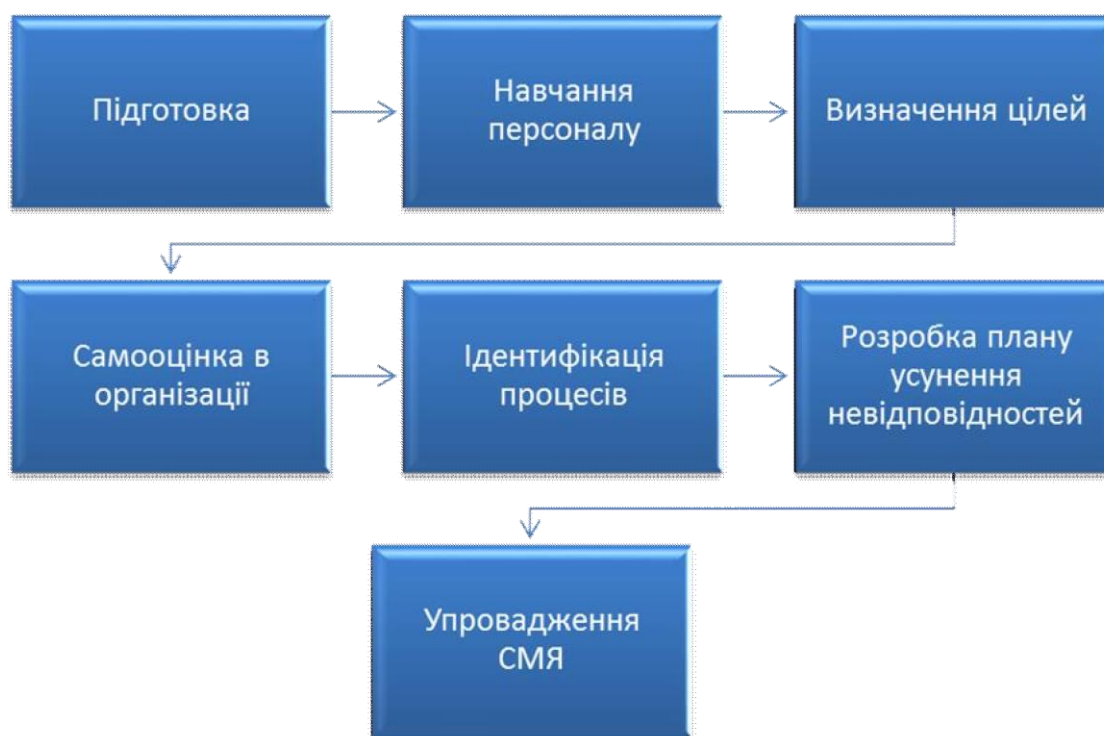 Підготовка
Навчання
персоналу
Визначення цілей
Самооцінка в
організації
Ідентифікація
процесів
Розробка плану
усунення
невідповідностей
Упровадження
СМЯ